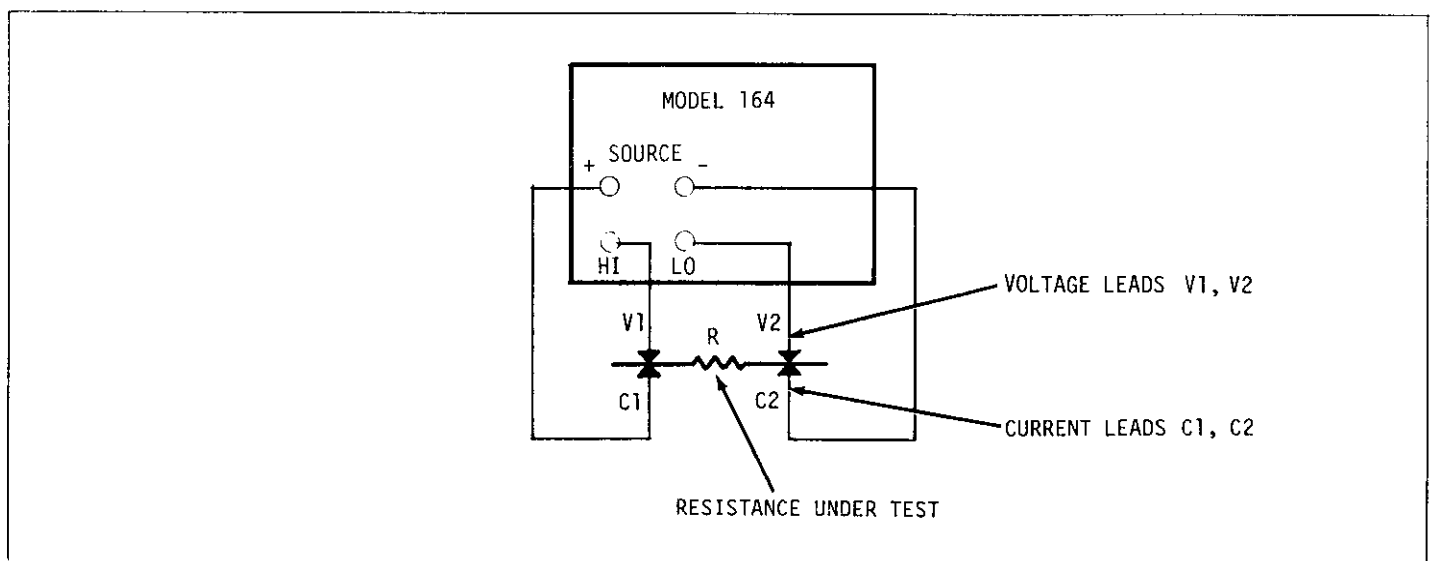 MODEL 164
+ SOURCE -
HI LO
VOLTAGE LEADS V1, V2
V1 V2
R
C1 C2
CURRENT LEADS C1, C2
RESISTANCE UNDER TEST